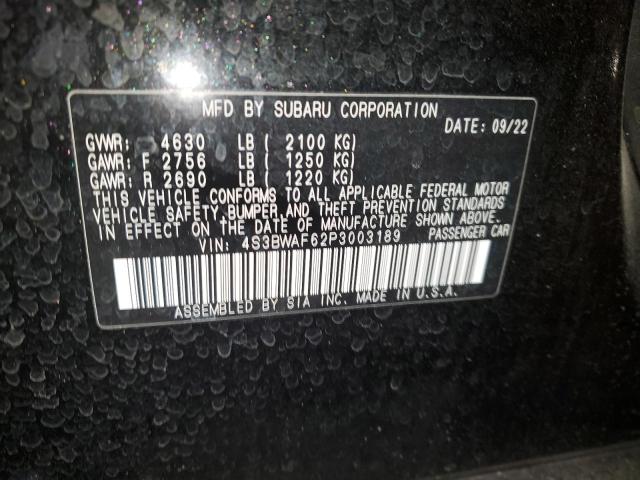 MFD BY SUBARU CORPORATION
DATE: 09/22
GVWR: 4630 LB ( 2100 KG)
GAWR: F 2756 LB ( 1250 KG)
GAWR: R 2690 LB ( 1220 KG)
THIS VEHICLE CONFORMS TO ALL APPLICABLE FEDERAL MOTOR
VEHICLE SAFETY, BUMPER AND THEFT PREVENTION STANDARDS
IN EFFECT ON THE DATE OF MANUFACTURE SHOWN ABOVE.
VIN: 4S3BWAF62P3003189 PASSENGER CAR
ASSEMBLED BY SIA INC. MADE IN U.S.A.